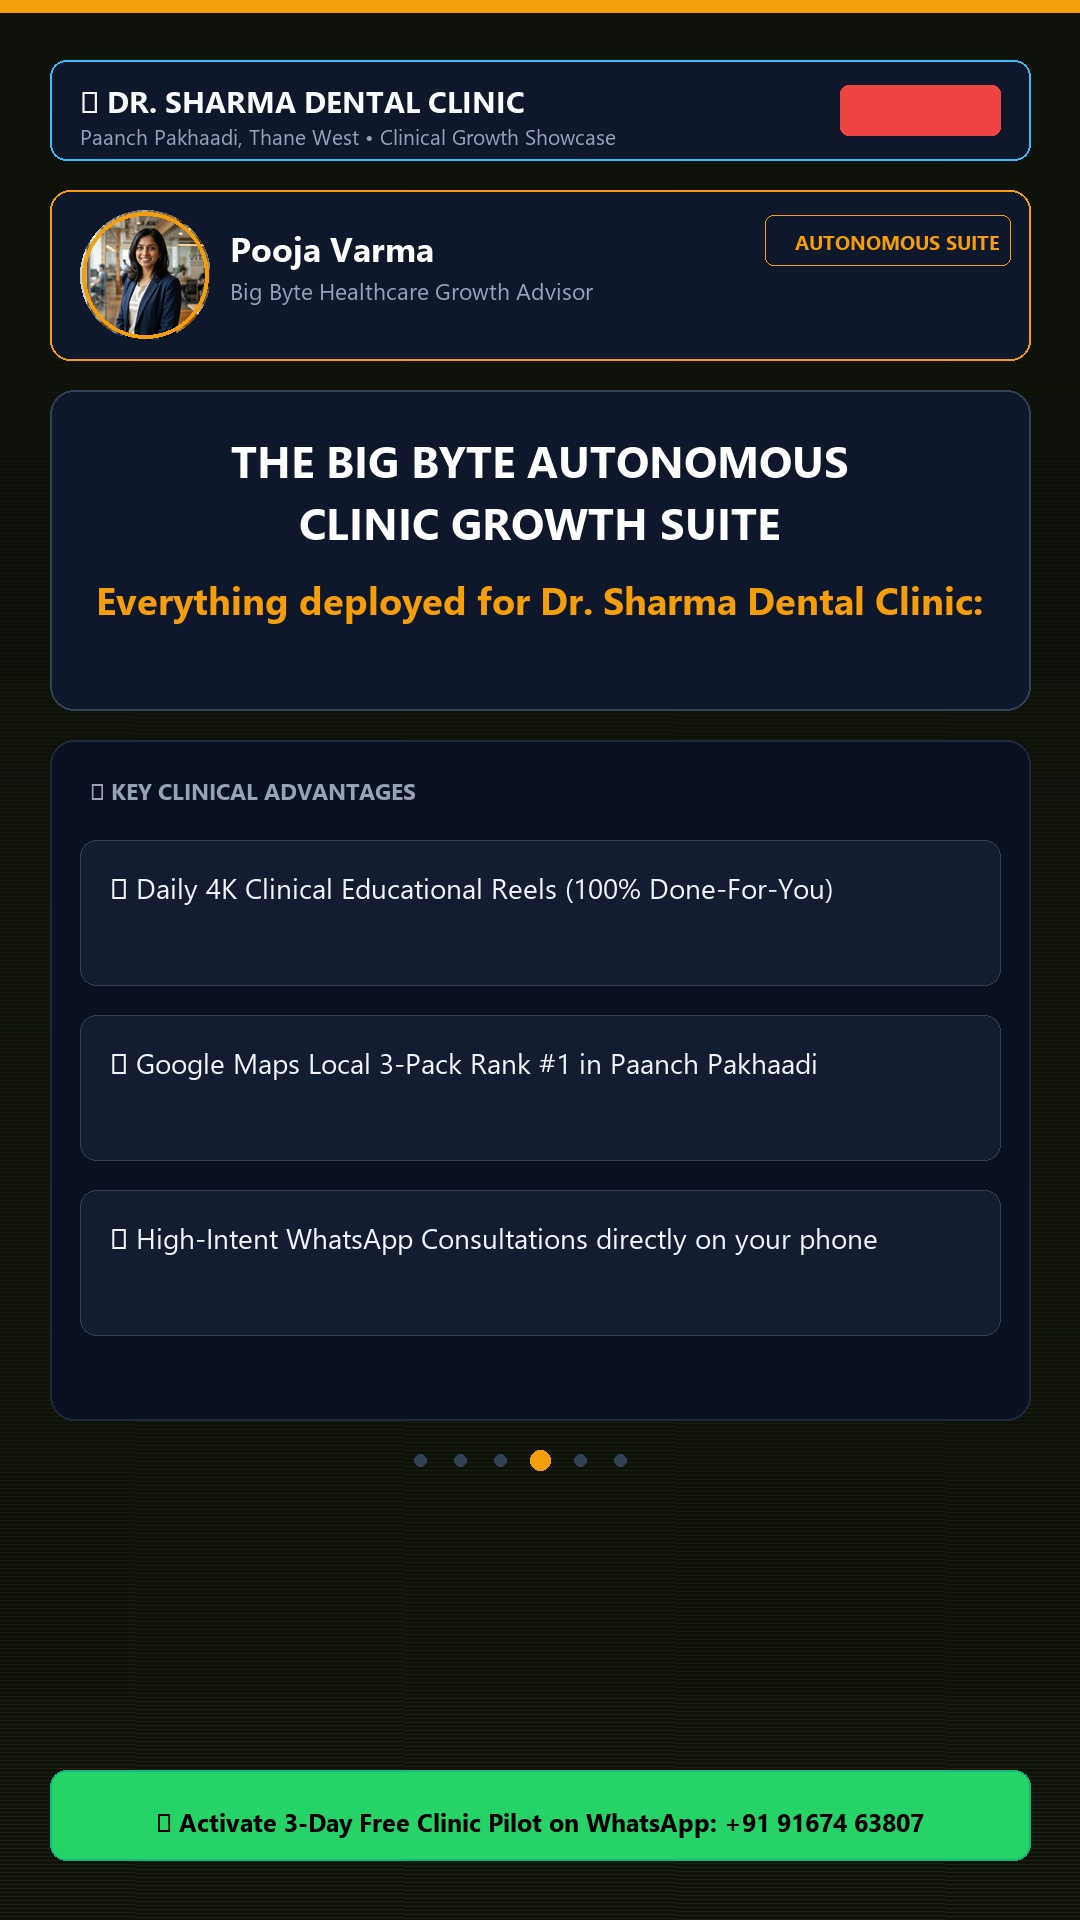 DR. SHARMA DENTAL CLINIC
Paanch Pakhaadi, Thane West • Clinical Growth Showcase
Pooja Varma
AUTONOMOUS SUITE
Big Byte Healthcare Growth Advisor
THE BIG BYTE AUTONOMOUS
CLINIC GROWTH SUITE
Everything deployed for Dr. Sharma Dental Clinic:
KEY CLINICAL ADVANTAGES
Daily 4K Clinical Educational Reels (100% Done-For-You)
Google Maps Local 3-Pack Rank #1 in Paanch Pakhaadi
High-Intent WhatsApp Consultations directly on your phone
Activate 3-Day Free Clinic Pilot on WhatsApp: +91 91674 63807